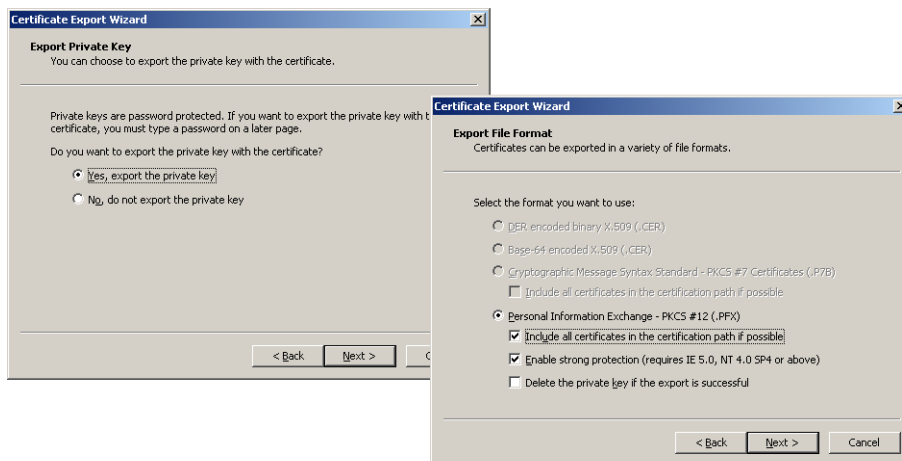 Certificate Export Wizard
Export Private Key
You can choose to export the private key with the certificate.
Private keys are password protected. If you want to export the private key with
certificate, you must type a password on a later page.
Do you want to export the private key with the certificate?
Yes, export the private key
No, do not export the private key
< Back
Next >
Certificate Export Wizard
Export File Format
Certificates can be exported in a variety of file formats.
Select the format you want to use:
DER encoded binary X.509 (.CER)
Base-64 encoded X.509 (.CER)
Cryptographic Message Syntax Standard - PKCS #7 Certificates (.P7B)
Include all certificates in the certification path if possible
Personal Information Exchange - PKCS #12 (.PFX)
Include all certificates in the certification path if possible
Enable strong protection (requires IE 5.0, NT 4.0 SP4 or above)
Delete the private key if the export is successful
< Back
Next >
Cancel